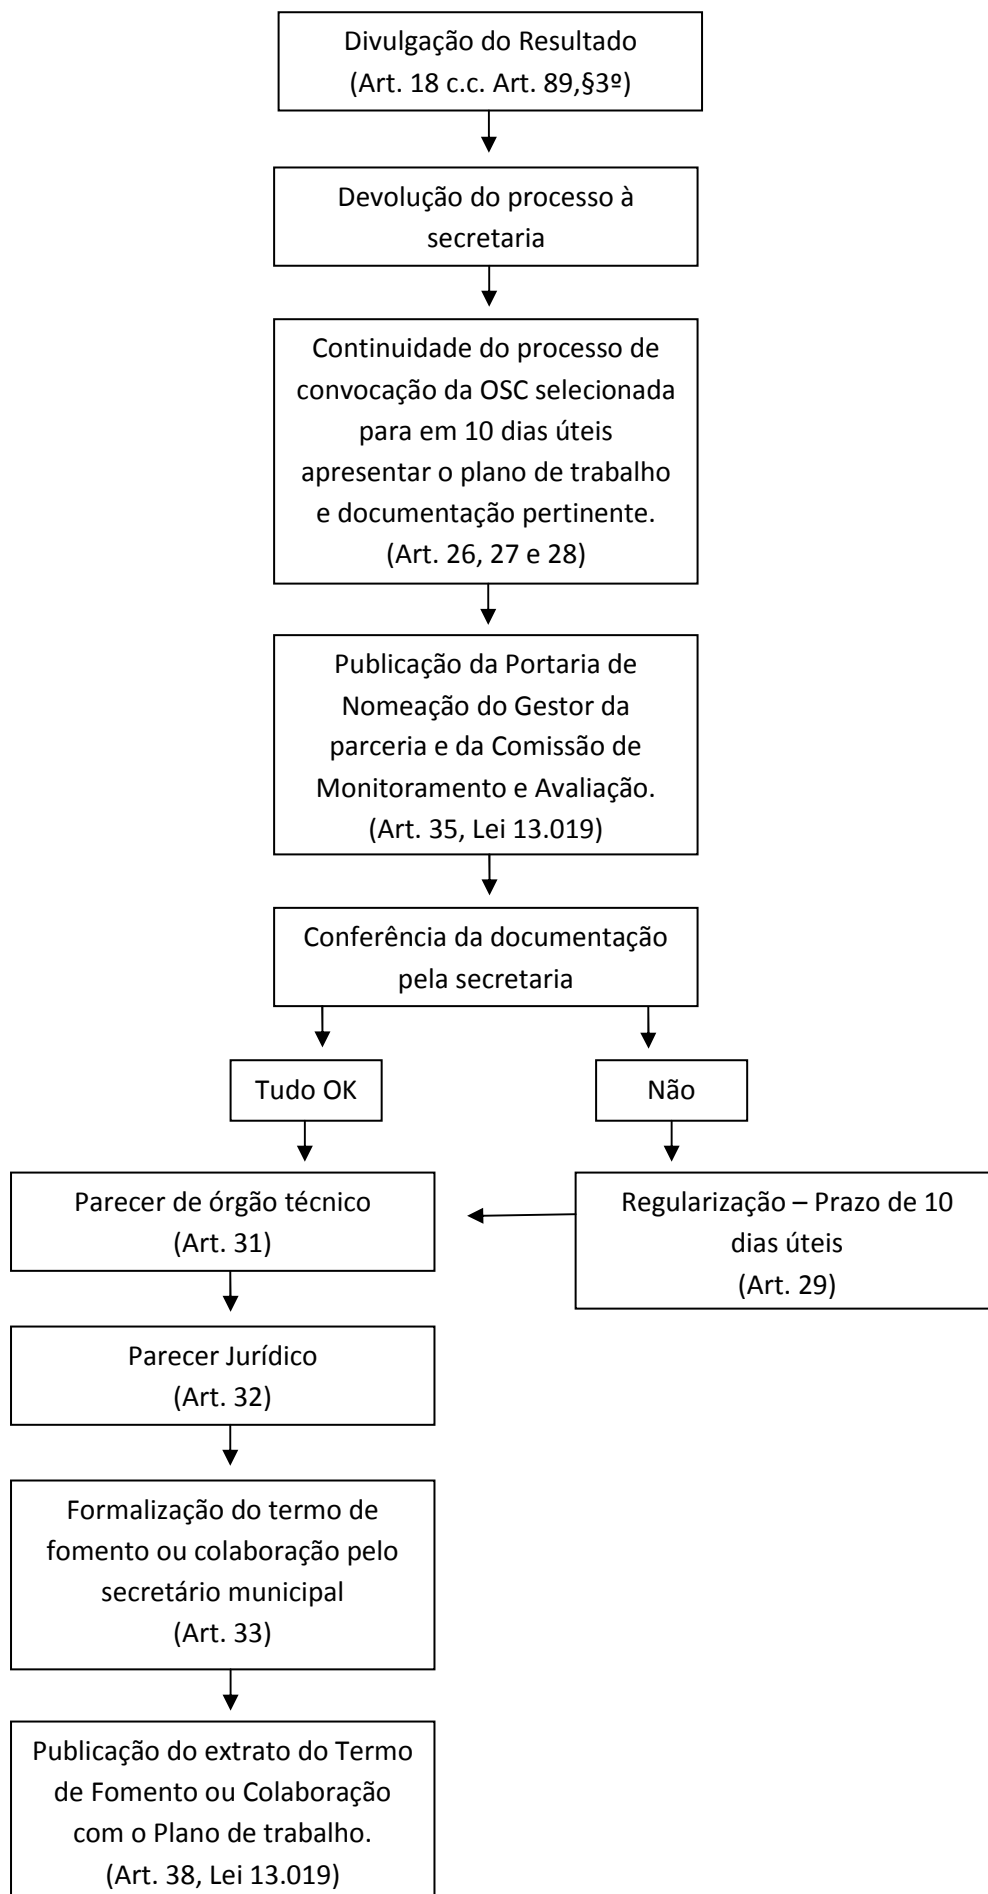 Divulgação do Resultado
(Art. 18 c.c. Art. 89,§3º)
Devolução do processo à
secretaria
Continuidade do processo de
convocação da OSC selecionada
para em 10 dias úteis
apresentar o plano de trabalho
e documentação pertinente.
(Art. 26, 27 e 28)
Publicação da Portaria de
Nomeação do Gestor da
parceria e da Comissão de
Monitoramento e Avaliação.
(Art. 35, Lei 13.019)
Conferência da documentação
pela secretaria
Tudo OK
Não
Parecer de órgão técnico
(Art. 31)
Regularização – Prazo de 10
dias úteis
(Art. 29)
Parecer Jurídico
(Art. 32)
Formalização do termo de
fomento ou colaboração pelo
secretário municipal
(Art. 33)
Publicação do extrato do Termo
de Fomento ou Colaboração
com o Plano de trabalho.
(Art. 38, Lei 13.019)